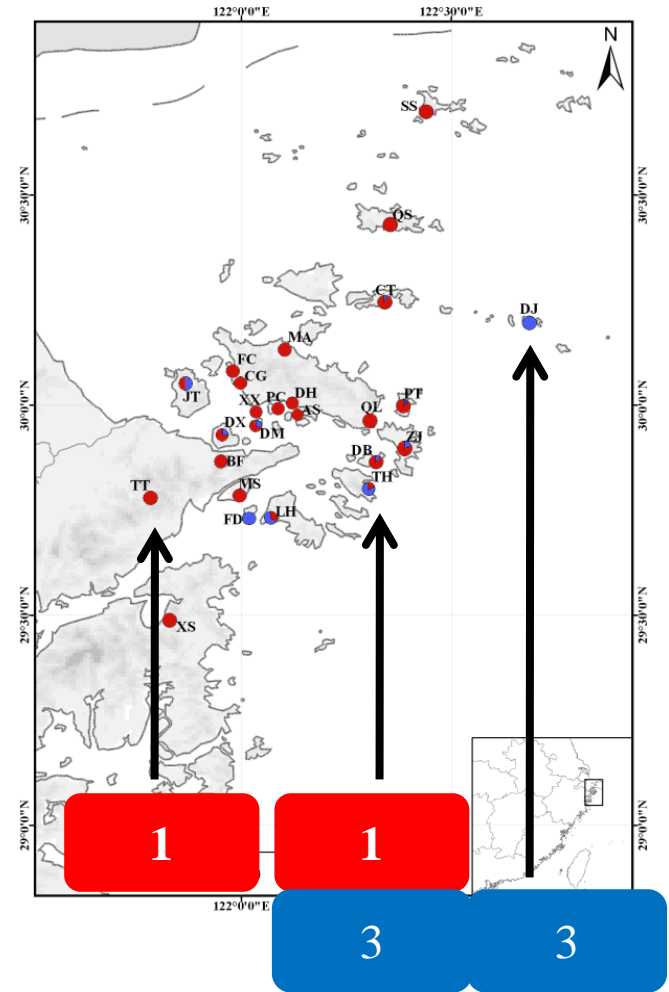 122°0'0"E 122°30'0"E
N
SS
30°30'0"N 30°30'0"N
QS
CT
DJ
MA
FC
CG
JT
DH
PC
XX
AS
PT
QL
30°0'0"N 30°0'0"N
DX
DM
ZJ
DB
BF
TH
TT
MS
LH
FD
29°30'0"N 29°30'0"N
XS
29°0'0"N 29°0'0"N
1 1
122°0'0"E
3 3